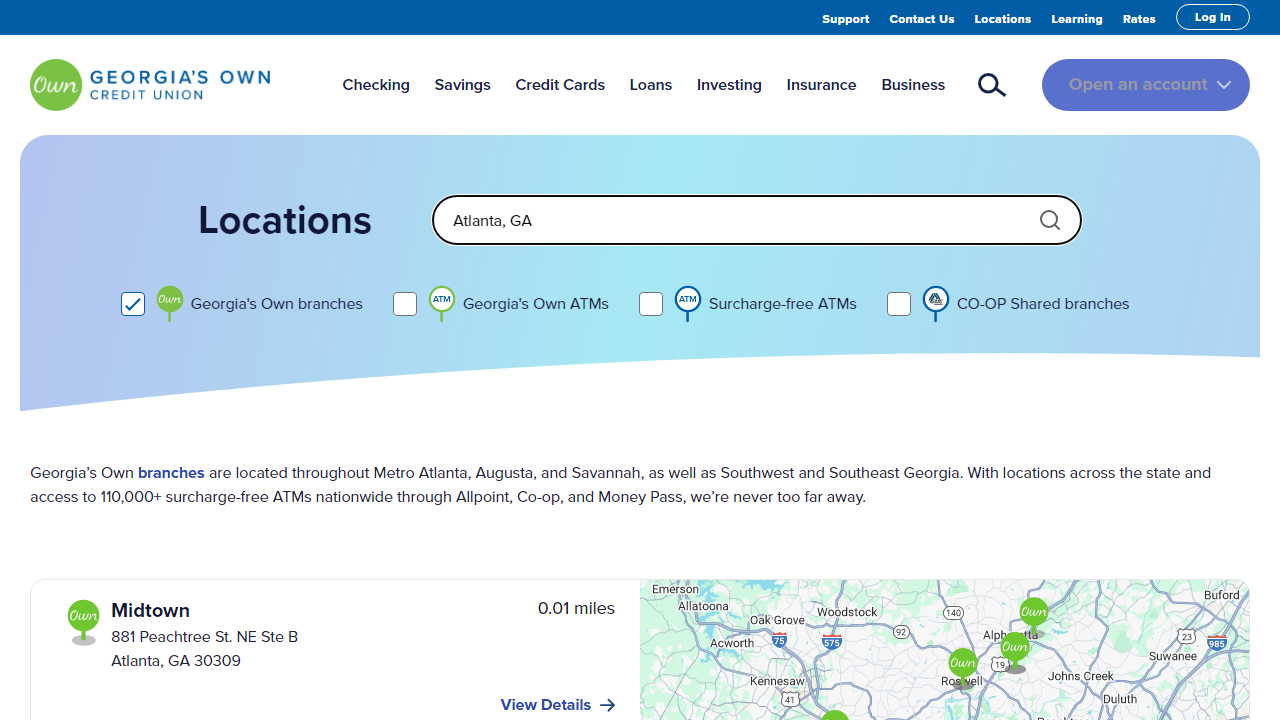 Support Contact Us Locations Learning Rates Log In
Own GEORGIA'S OWN
CREDIT UNION
Checking Savings Credit Cards Loans Investing Insurance Business Open an account
Locations
Atlanta, GA
Own Georgia's Own branches ATM Georgia's Own ATMs ATM Surcharge-free ATMs CO-OP Shared branches
Georgia's Own branches are located throughout Metro Atlanta, Augusta, and Savannah, as well as Southwest and Southeast Georgia. With locations across the state and
access to 110,000+ surcharge-free ATMs nationwide through Allpoint, Co-op, and Money Pass, we're never too far away.
Own Midtown 0.01 miles
881 Peachtree St. NE Ste B
Atlanta, GA 30309
View Details
Emerson
Buford
Allatoona
Woodstock
140
Own
Oak Grove
92
Alpharetta
23
Acworth
75
575
Own
985
Own
19
Suwanee
Kennesaw
Roswell
Johns Creek
41
Duluth